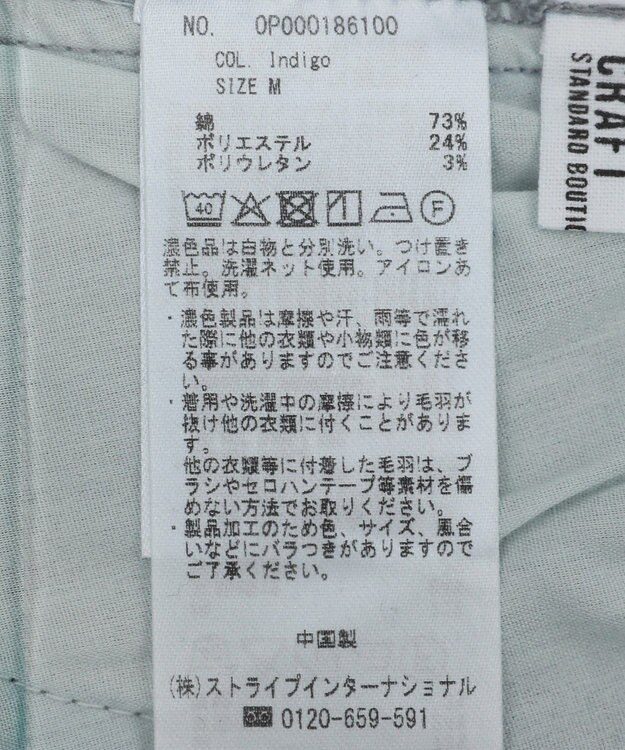 NO. OP000186100
COL. Indigo
SIZE M
綿 73%
ポリエステル 24%
ポリウレタン 3%
40
F
濃色品は白物と分別洗い。つけ置き
禁止。洗濯ネット使用。アイロンあ
て布使用。
・濃色製品は摩擦や汗、雨等で濡れ
た際に他の衣類や小物類に色が移
る事がありますのでご注意くださ
い。
・着用や洗濯中の摩擦により毛羽が
抜け他の衣類に付くことがありま
す。
他の衣類等に付着した毛羽は、ブ
ラシやセロハンテープ等素材を傷
めない方法でお取りください。
・製品加工のため色、サイズ、風合
いなどにバラつきがありますので
ご了承ください。
中国製
(株)ストライプインターナショナル
0120-659-591
CRAFT
STANDARD BOUTI